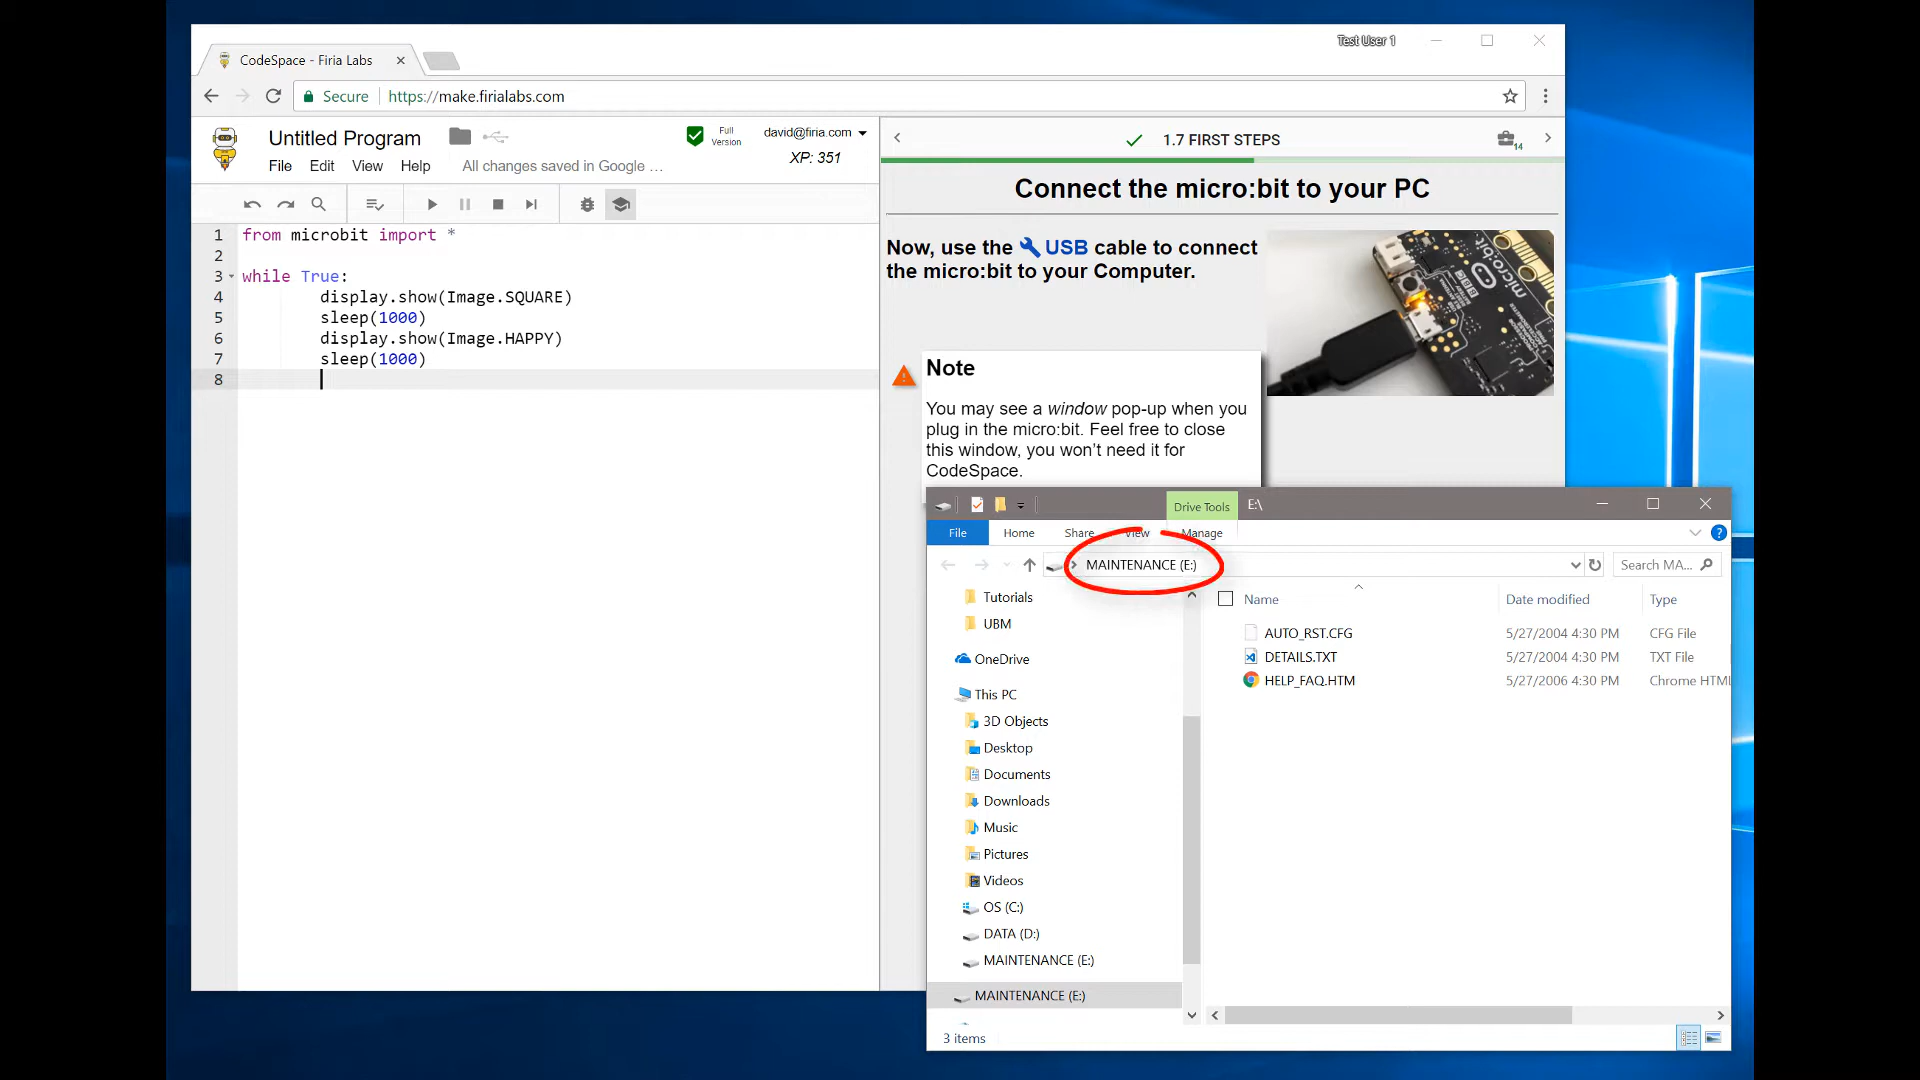 Test User 1
CodeSpace - Firia Labs
Secure
https://make.firialabs.com
Untitled Program
Full
Version
david@firia.com
XP: 351
File Edit View Help
All changes saved in Google …
1 from microbit import *
2
3 while True:
4 display.show(Image.SQUARE)
5 sleep(1000)
6 display.show(Image.HAPPY)
7 sleep(1000)
8
1.7 FIRST STEPS
14
Connect the micro:bit to your PC
Now, use the USB cable to connect
the micro:bit to your Computer.
micro:bit
Note
You may see a window pop-up when you
plug in the micro:bit. Feel free to close
this window, you won't need it for
CodeSpace.
Drive Tools E:\
File Home Share View Manage
MAINTENANCE (E:)
Search MA...
Tutorials
UBM
OneDrive
This PC
3D Objects
Desktop
Documents
Downloads
Music
Pictures
Videos
OS (C:)
DATA (D:)
MAINTENANCE (E:)
MAINTENANCE (E:)
Name Date modified Type
AUTO_RST.CFG 5/27/2004 4:30 PM CFG File
DETAILS.TXT 5/27/2004 4:30 PM TXT File
HELP_FAQ.HTM 5/27/2006 4:30 PM Chrome HTML
3 items